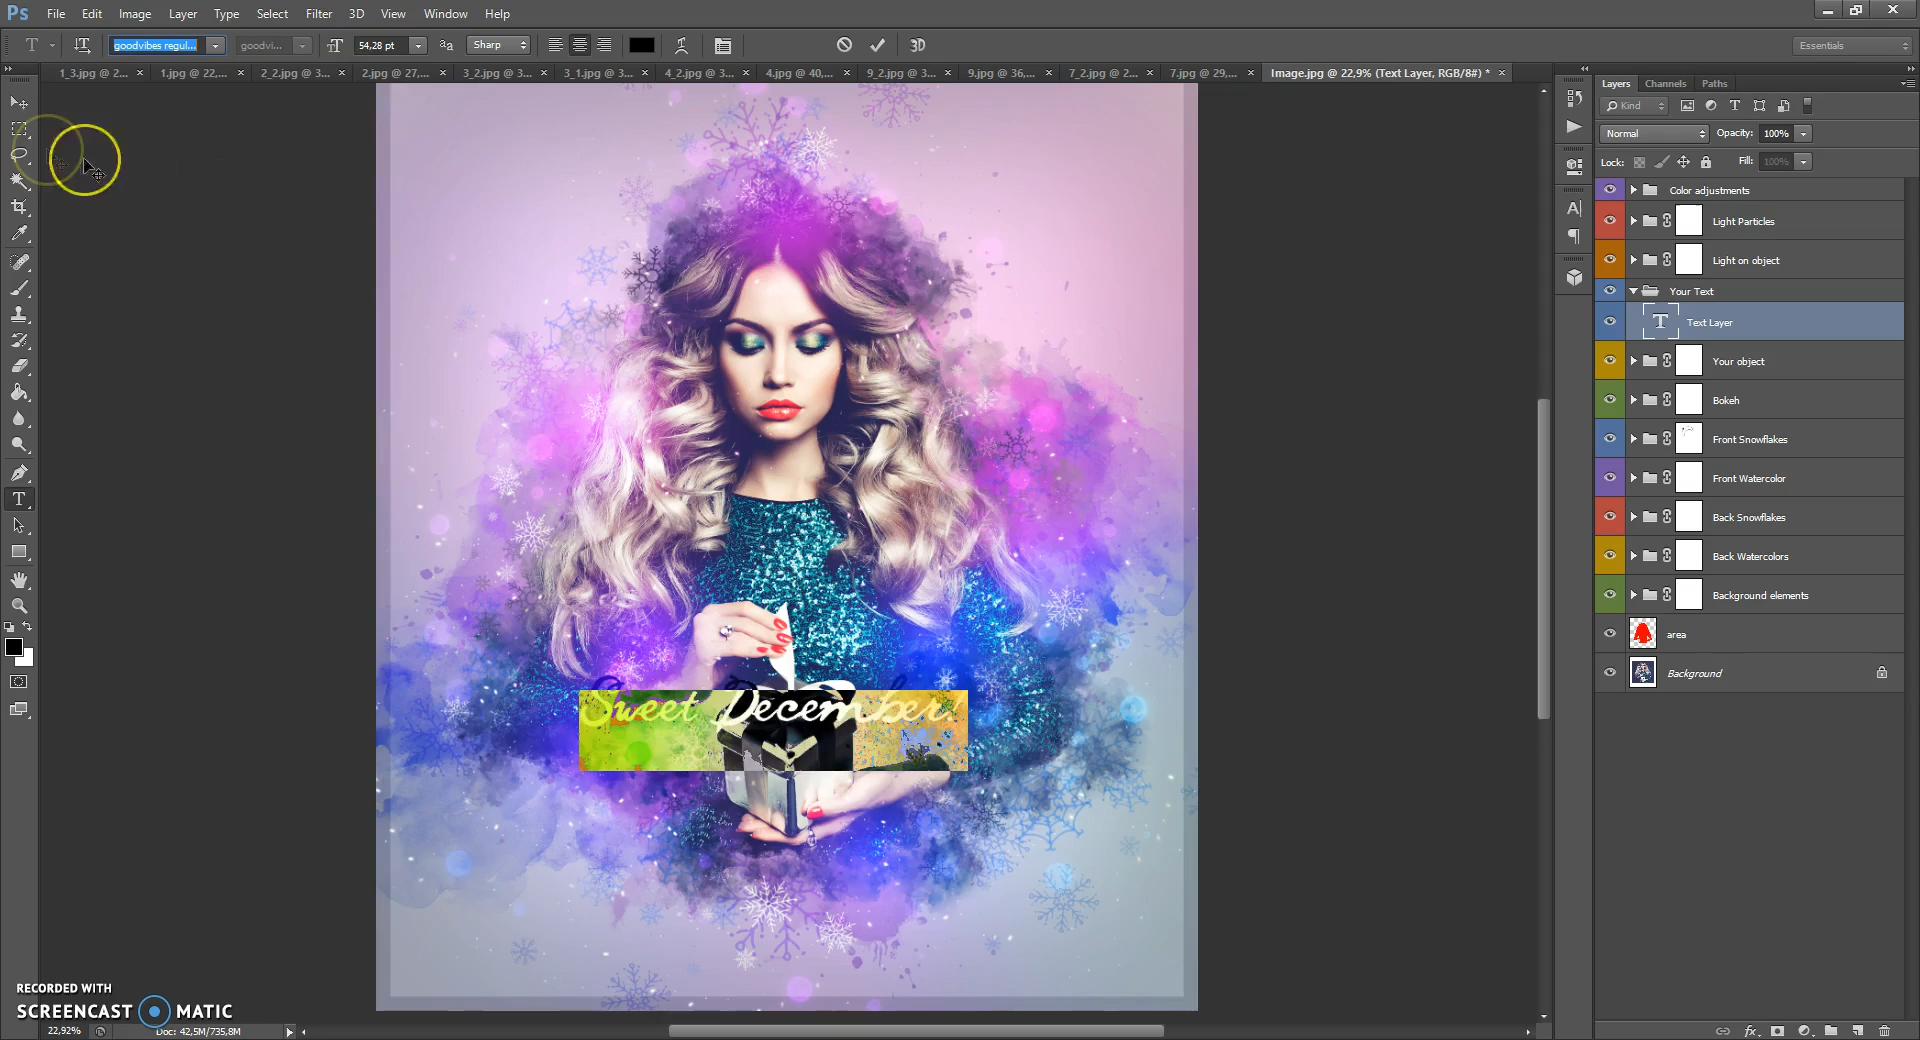 Ps File Edit Image Layer Type Select Filter 3D View Window Help
T goodvibes regul... goodvi... 54,28 pt aa Sharp 3D Essentials
1_3.jpg @ 2... × 1.jpg @ 22,... × 2_2.jpg @ 3... × 2.jpg @ 27,... × 3_2.jpg @ 3... × 3_1.jpg @ 3... × 4_2.jpg @ 3... × 4.jpg @ 40,... × 9_2.jpg @ 3... × 9.jpg @ 36,... × 7_2.jpg @ 2... × 7.jpg @ 29,... × Image.jpg @ 22,9% (Text Layer, RGB/8#) * ×
Layers Channels Paths
Kind
Normal Opacity: 100%
Lock: Fill: 100%
Color adjustments
Light Particles
Light on object
Your Text
T Text Layer
Your object
Bokeh
Front Snowflakes
Front Watercolor
Back Snowflakes
Back Watercolors
Background elements
area
Background
Sweet December!
RECORDED WITH
SCREENCAST MATIC
22,92% Doc: 42,5M/735,8M
fx